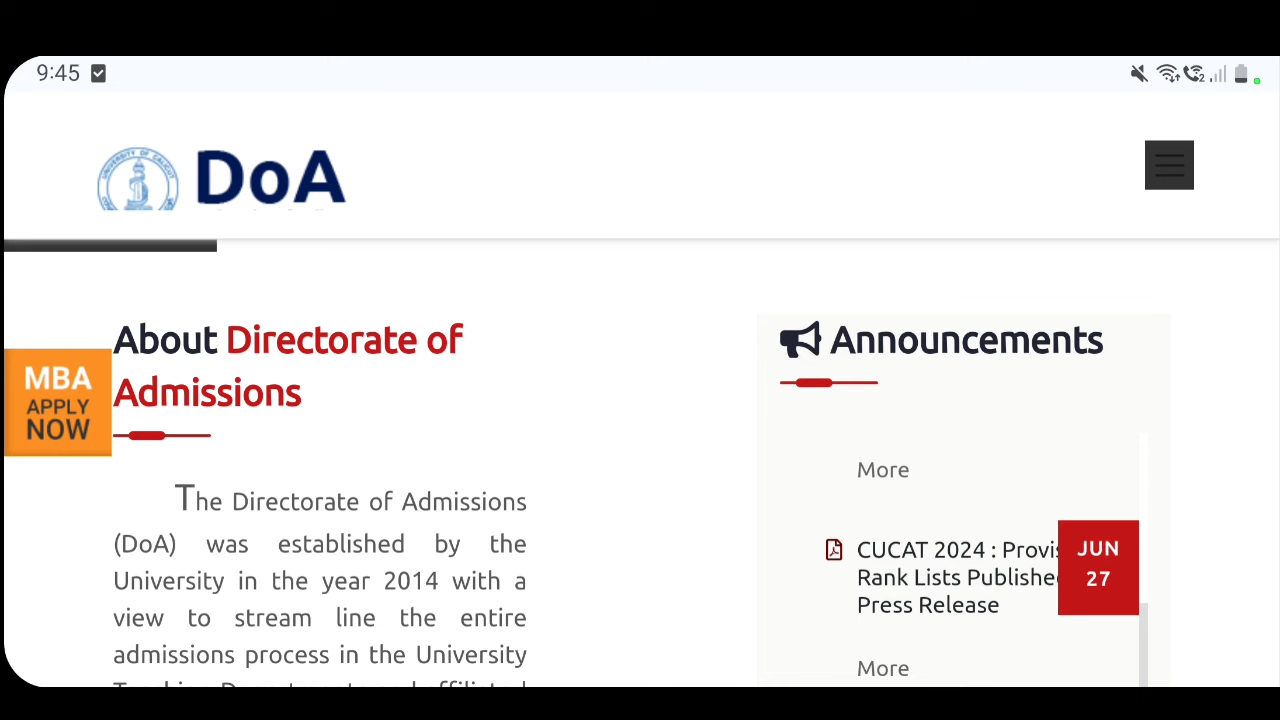 9:45
DoA
About Directorate of
Admissions
MBA
APPLY
NOW
The Directorate of Admissions
(DoA) was established by the
University in the year 2014 with a
view to stream line the entire
admissions process in the University
Announcements
More
CUCAT 2024 : Provis
Rank Lists Publishe
Press Release
JUN
27
More